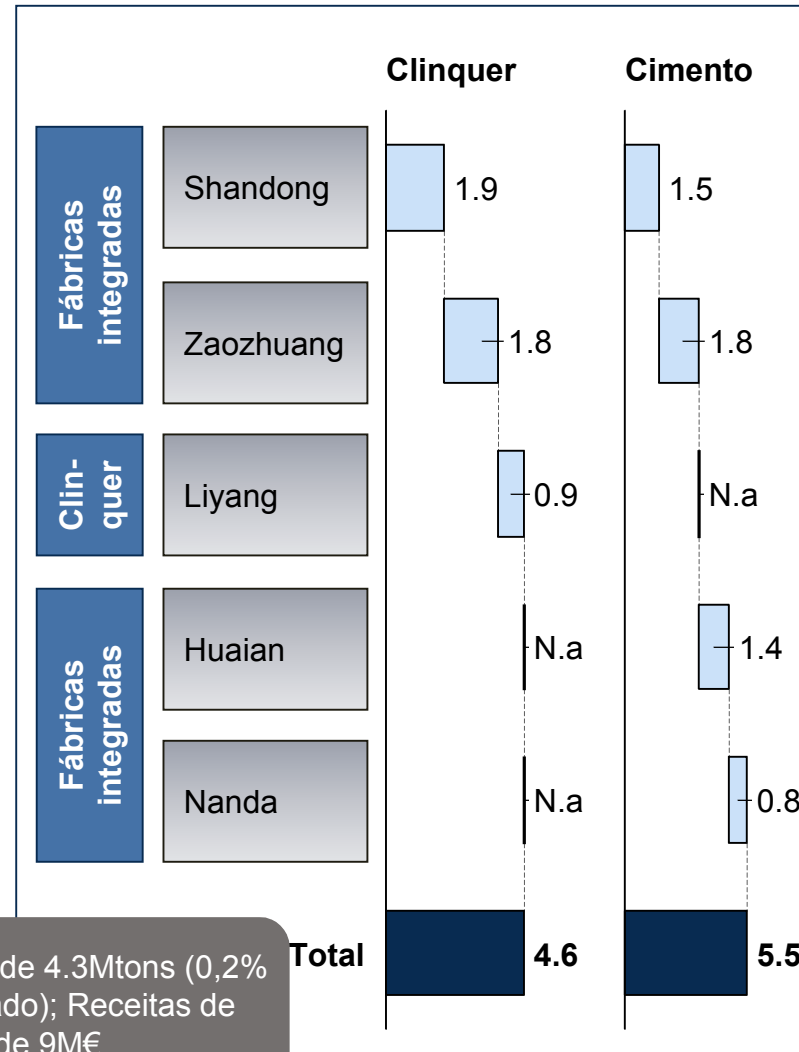 Clinquer Cimento
Fábricas
integradas
Shandong 1.9 1.5
Zaozhuang 1.8 1.8
Clin-
quer
Liyang 0.9 N.a
Fábricas
integradas
Huaian N.a 1.4
Nanda N.a 0.8
Total 4.6 5.5
de 4.3Mtons (0,2%
ado); Receitas de
de 9M€